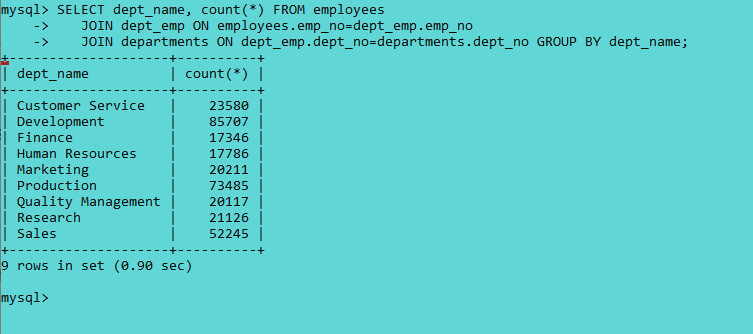 mysql> SELECT dept_name, count(*) FROM employees
    ->     JOIN dept_emp ON employees.emp_no=dept_emp.emp_no
    ->     JOIN departments ON dept_emp.dept_no=departments.dept_no GROUP BY dept_name;
+--------------------+----------+
| dept_name          | count(*) |
+--------------------+----------+
| Customer Service   |    23580 |
| Development        |    85707 |
| Finance            |    17346 |
| Human Resources    |    17786 |
| Marketing          |    20211 |
| Production         |    73485 |
| Quality Management |    20117 |
| Research           |    21126 |
| Sales              |    52245 |
+--------------------+----------+
9 rows in set (0.90 sec)
mysql>